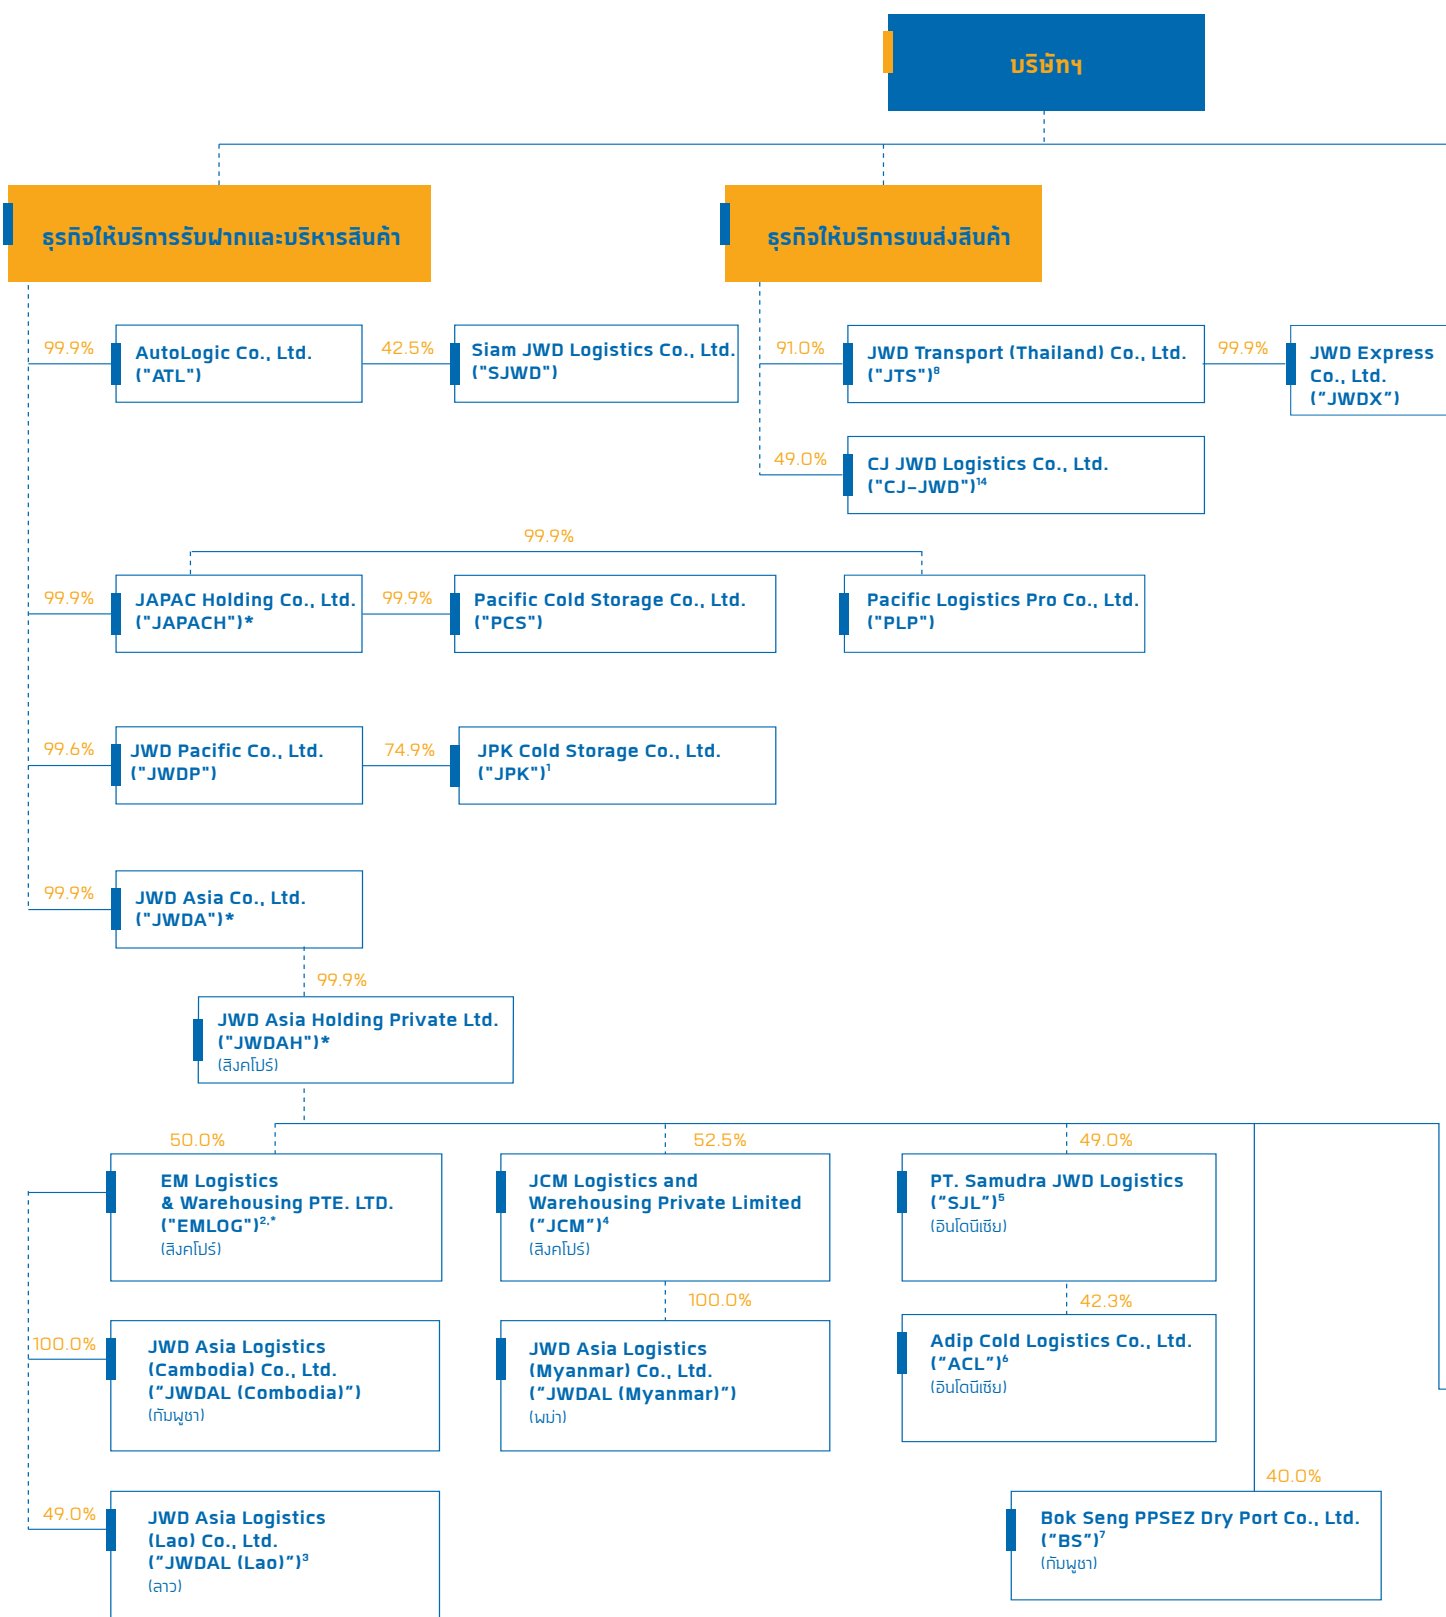 บริษัทฯ
ธุรกิจให้บริการรับฝากและบริหารสินค้า
ธุรกิจให้บริการขนส่งสินค้า
99.9%
AutoLogic Co., Ltd.
("ATL")
42.5%
Siam JWD Logistics Co., Ltd.
("SJWD")
91.0%
JWD Transport (Thailand) Co., Ltd.
("JTS")⁸
99.9%
JWD Express
Co., Ltd.
("JWDX")
49.0%
CJ JWD Logistics Co., Ltd.
("CJ-JWD")¹⁴
99.9%
99.9%
JAPAC Holding Co., Ltd.
("JAPACH")*
99.9%
Pacific Cold Storage Co., Ltd.
("PCS")
Pacific Logistics Pro Co., Ltd.
("PLP")
99.6%
JWD Pacific Co., Ltd.
("JWDP")
74.9%
JPK Cold Storage Co., Ltd.
("JPK")¹
99.9%
JWD Asia Co., Ltd.
("JWDA")*
99.9%
JWD Asia Holding Private Ltd.
("JWDAH")*
(สิงคโปร์)
50.0%
EM Logistics
& Warehousing PTE. LTD.
("EMLOG")²,*
(สิงคโปร์)
52.5%
JCM Logistics and
Warehousing Private Limited
("JCM")⁴
(สิงคโปร์)
49.0%
PT. Samudra JWD Logistics
("SJL")⁵
(อินโดนีเซีย)
100.0%
JWD Asia Logistics
(Cambodia) Co., Ltd.
("JWDAL (Combodia)")
(กัมพูชา)
100.0%
JWD Asia Logistics
(Myanmar) Co., Ltd.
("JWDAL (Myanmar)")
(พม่า)
42.3%
Adip Cold Logistics Co., Ltd.
("ACL")⁶
(อินโดนีเซีย)
49.0%
JWD Asia Logistics
(Lao) Co., Ltd.
("JWDAL (Lao)")³
(ลาว)
40.0%
Bok Seng PPSEZ Dry Port Co., Ltd.
("BS")⁷
(กัมพูชา)